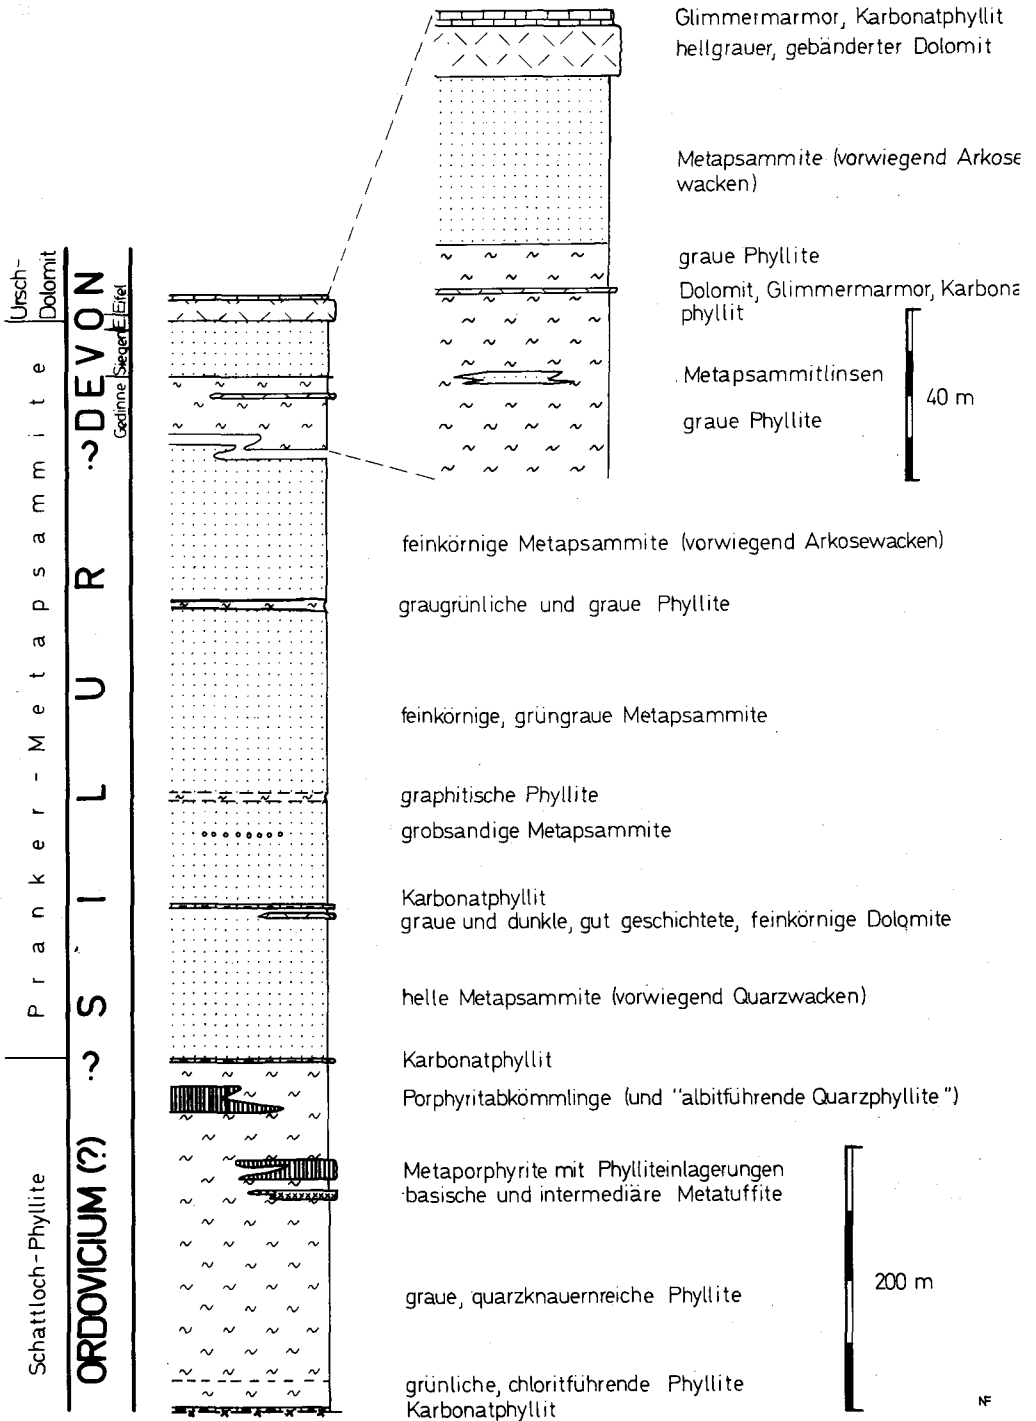 Glimmermarmor, Karbonatphyllit
hellgrauer, gebänderter Dolomit
Metapsammite (vorwiegend Arkose
wacken)
graue Phyllite
Dolomit, Glimmermarmor, Karbona
phyllit
Metapsammitlinsen
graue Phyllite
40 m
Ursch-
Dolomit
Pranker-Metapsammite
Schattloch-Phyllite
?DEVON
? SILUR
ORDOVICIUM (?)
E.
Eifel
Siegen
Gedinne
feinkörnige Metapsammite (vorwiegend Arkosewacken)
graugrünliche und graue Phyllite
feinkörnige, grüngraue Metapsammite
graphitische Phyllite
grobsandige Metapsammite
Karbonatphyllit
graue und dunkle, gut geschichtete, feinkörnige Dolomite
helle Metapsammite (vorwiegend Quarzwacken)
Karbonatphyllit
Porphyritabkömmlinge (und "albitführende Quarzphyllite")
Metaporphyrite mit Phylliteinlagerungen
basische und intermediäre Metatuffite
graue, quarzknauernreiche Phyllite
200 m
grünliche, chloritführende Phyllite
Karbonatphyllit